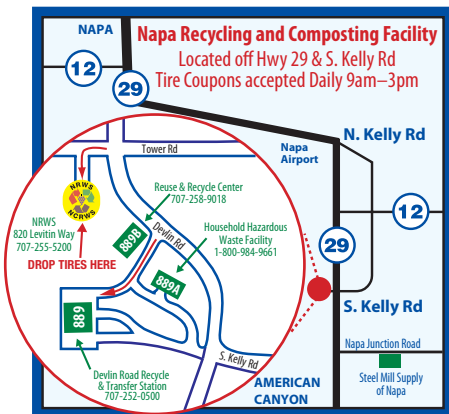 NAPA
Napa Recycling and Composting Facility
Located off Hwy 29 & S. Kelly Rd
Tire Coupons accepted Daily 9am–3pm
12
29
N. Kelly Rd
Napa
Airport
Tower Rd
NRWS
NCRWS
Reuse & Recycle Center
707-258-9018
NRWS
820 Levitin Way
707-255-5200
DROP TIRES HERE
889B
Devlin Rd
Household Hazardous
Waste Facility
1-800-984-9661
889A
12
29
889
S. Kelly Rd
S. Kelly Rd
Devlin Road Recycle
& Transfer Station
707-252-0500
Napa Junction Road
Steel Mill Supply
of Napa
AMERICAN
CANYON